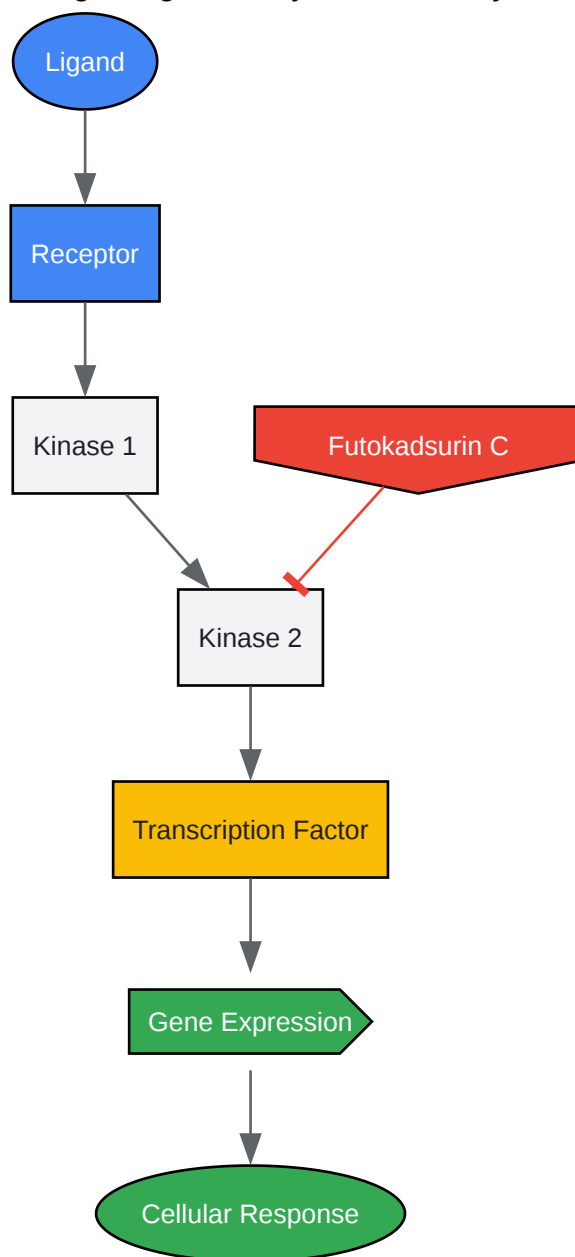 Ligand
Receptor
Kinase 1
Futokadsurin C
Kinase 2
Transcription Factor
Gene Expression
Cellular Response